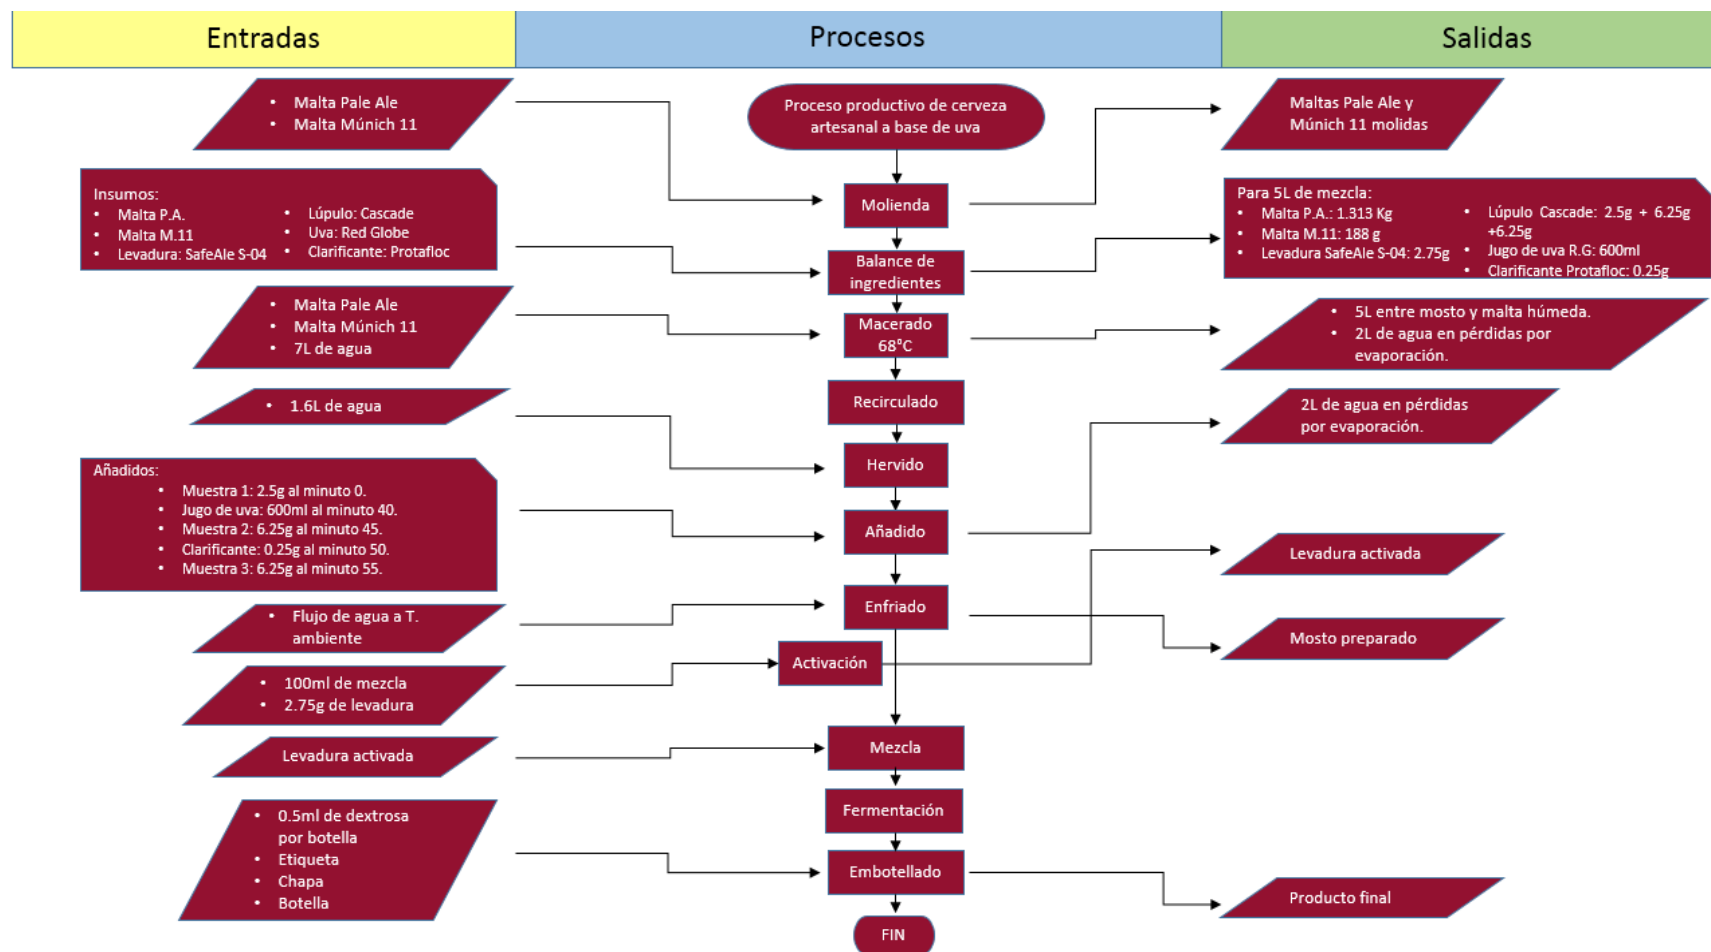 Entradas
Procesos
Salidas
• Malta Pale Ale
• Malta Múnich 11
Proceso productivo de cerveza
artesanal a base de uva
Maltas Pale Ale y
Múnich 11 molidas
Insumos:
• Malta P.A.
• Malta M.11
• Levadura: SafeAle S-04
• Lúpulo: Cascade
• Uva: Red Globe
• Clarificante: Protafloc
Molienda
Para 5L de mezcla:
• Malta P.A.: 1.313 Kg
• Malta M.11: 188 g
• Levadura SafeAle S-04: 2.75g
• Lúpulo Cascade: 2.5g + 6.25g
+6.25g
• Jugo de uva R.G: 600ml
• Clarificante Protafloc: 0.25g
Balance de
ingredientes
• Malta Pale Ale
• Malta Múnich 11
• 7L de agua
Macerado
68°C
• 5L entre mosto y malta húmeda.
• 2L de agua en pérdidas por
evaporación.
Recirculado
• 1.6L de agua
2L de agua en pérdidas
por evaporación.
Hervido
Añadidos:
• Muestra 1: 2.5g al minuto 0.
• Jugo de uva: 600ml al minuto 40.
• Muestra 2: 6.25g al minuto 45.
• Clarificante: 0.25g al minuto 50.
• Muestra 3: 6.25g al minuto 55.
Añadido
Levadura activada
• Flujo de agua a T.
ambiente
Enfriado
Mosto preparado
Activación
• 100ml de mezcla
• 2.75g de levadura
Levadura activada
Mezcla
Fermentación
• 0.5ml de dextrosa
por botella
• Etiqueta
• Chapa
• Botella
Embotellado
Producto final
FIN